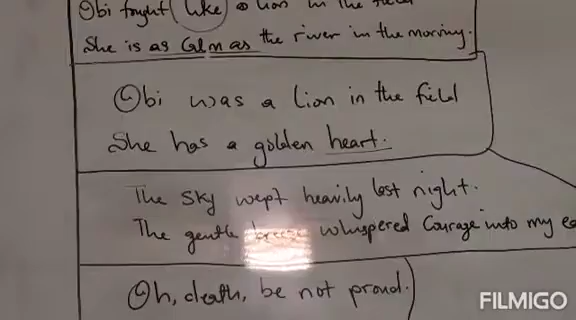 Obi fought like a lion in the field
She is as Calm as the river in the morning.
Obi was a lion in the field
She has a golden heart.
The Sky wept heavily last night.
The gentle breeze whispered Courage into my ea
Oh, death, be not proud.
FILMIGO